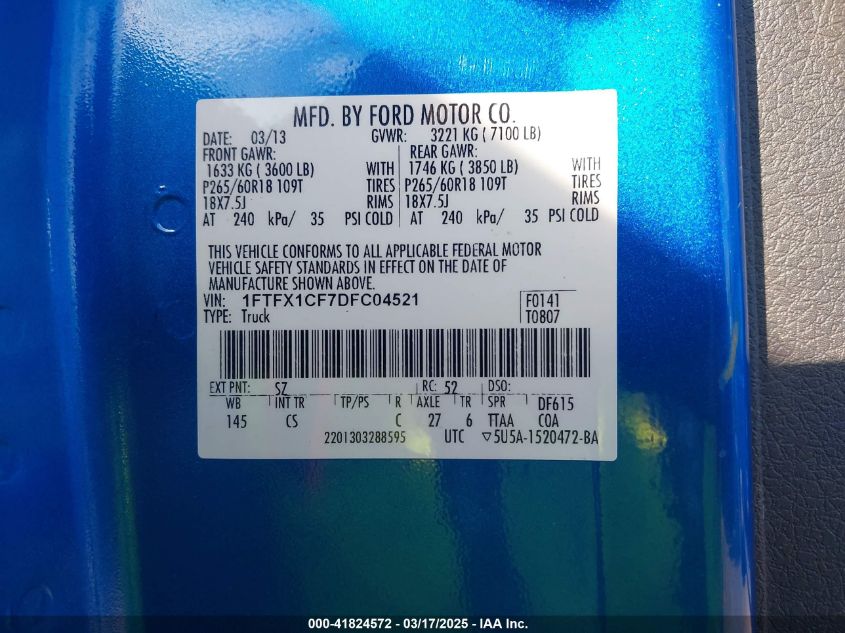 MFD. BY FORD MOTOR CO.
DATE: 03/13 GVWR: 3221 KG ( 7100 LB)
FRONT GAWR: REAR GAWR:
1633 KG ( 3600 LB) WITH 1746 KG ( 3850 LB) WITH
P265/60R18 109T TIRES P265/60R18 109T TIRES
18X7.5J RIMS 18X7.5J RIMS
AT 240 kPa/ 35 PSI COLD AT 240 kPa/ 35 PSI COLD
THIS VEHICLE CONFORMS TO ALL APPLICABLE FEDERAL MOTOR
VEHICLE SAFETY STANDARDS IN EFFECT ON THE DATE OF
MANUFACTURE SHOWN ABOVE.
VIN: 1FTFX1CF7DFC04521 F0141
TYPE: Truck T0807
EXT PNT: SZ RC: 52 DSO:
WB INT TR TP/PS R AXLE TR SPR DF615
145 CS C 27 6 TTAA COA
2201303288595 UTC ▽5U5A-1520472-BA
000-41824572 — 03/17/2025 — IAA Inc.